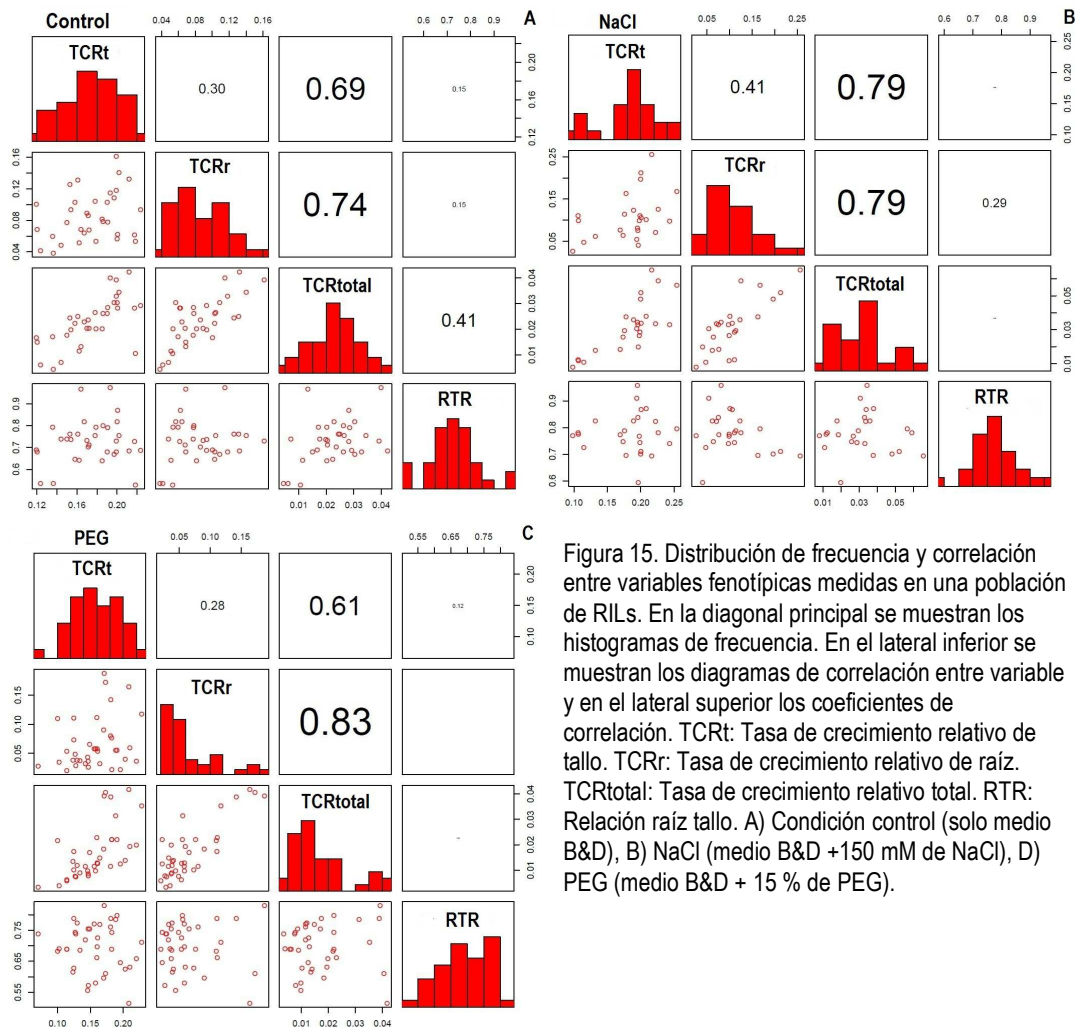 Control
A
0.04 0.08 0.12 0.16
0.6 0.7 0.8 0.9
TCRt
0.30
0.69
0.15
0.12 0.16 0.20
0.04 0.08 0.12 0.16
TCRr
0.74
0.15
TCRtotal
0.41
0.01 0.02 0.03 0.04
0.6 0.7 0.8 0.9
RTR
0.12 0.16 0.20
0.01 0.02 0.03 0.04
NaCl
B
0.05 0.15 0.25
0.6 0.7 0.8 0.9
TCRt
0.41
0.79
0.10 0.15 0.20 0.25
0.05 0.15 0.25
TCRr
0.79
0.29
TCRtotal
0.01 0.03 0.05
0.6 0.7 0.8 0.9
RTR
0.10 0.15 0.20 0.25
0.01 0.03 0.05
PEG
C
0.05 0.10 0.15
0.55 0.65 0.75
TCRt
0.28
0.61
0.12
0.10 0.15 0.20
0.05 0.10 0.15
TCRr
0.83
TCRtotal
0.01 0.02 0.03 0.04
0.55 0.65 0.75
RTR
0.10 0.15 0.20
0.01 0.02 0.03 0.04
Figura 15. Distribución de frecuencia y correlación
entre variables fenotípicas medidas en una población
de RILs. En la diagonal principal se muestran los
histogramas de frecuencia. En el lateral inferior se
muestran los diagramas de correlación entre variable
y en el lateral superior los coeficientes de
correlación. TCRt: Tasa de crecimiento relativo de
tallo. TCRr: Tasa de crecimiento relativo de raíz.
TCRtotal: Tasa de crecimiento relativo total. RTR:
Relación raíz tallo. A) Condición control (solo medio
B&D), B) NaCl (medio B&D +150 mM de NaCl), D)
PEG (medio B&D + 15 % de PEG).